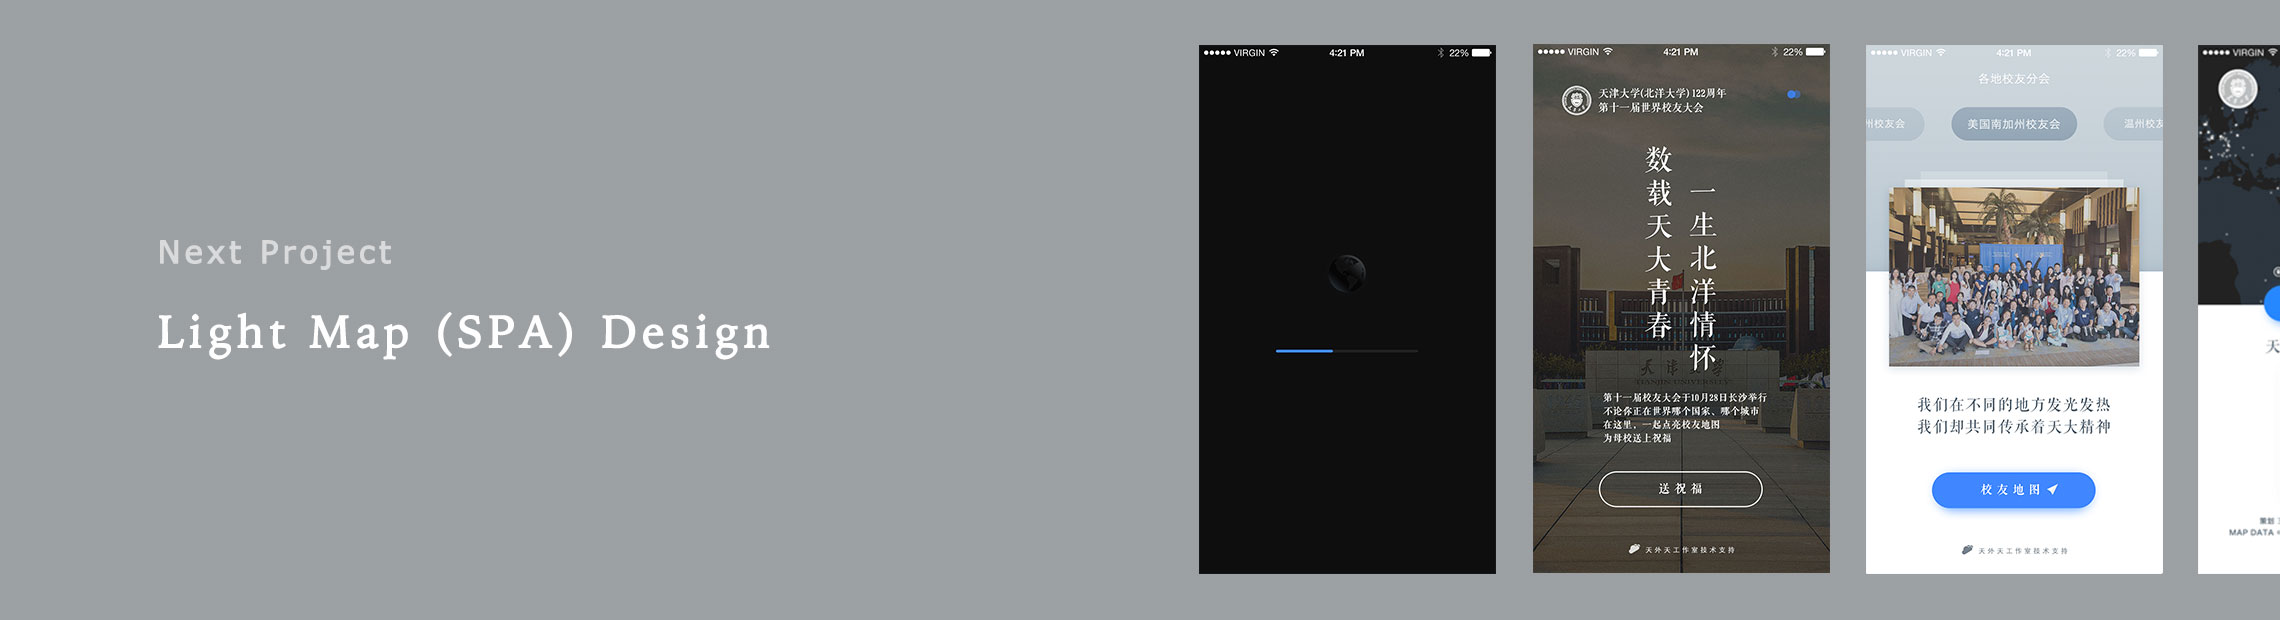 Next Project
Light Map (SPA) Design
VIRGIN
4:21 PM
22%
VIRGIN
4:21 PM
22%
天津大学(北洋大学)122周年
第十一届世界校友大会
一生北洋情怀
数载天大青春
天津大学
TIANJIN UNIVERSITY
第十一届校友大会于10月28日长沙举行
不论你正在世界哪个国家、哪个城市
在这里，一起点亮校友地图
为母校送上祝福
送祝福
天外天工作室技术支持
VIRGIN
4:21 PM
22%
各地校友分会
州校友会
美国南加州校友会
温州校友
我们在不同的地方发光发热
我们却共同传承着天大精神
校友地图
天外天工作室技术支持
VIRGIN
天
策划
MAP DATA